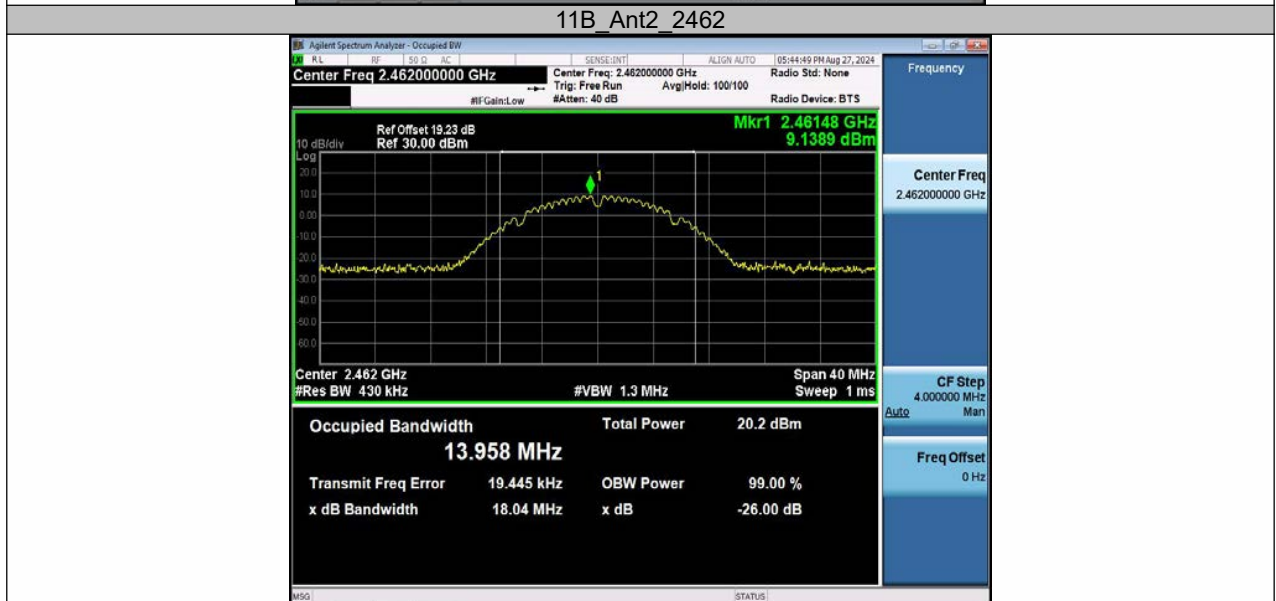 11B_Ant2_2462
Agilent Spectrum Analyzer - Occupied BW
RL RF 50 Ω AC SENSE:INT ALIGN AUTO 05:44:49 PM Aug 27, 2024
Center Freq 2.462000000 GHz
Center Freq: 2.462000000 GHz
Radio Std: None
Trig: Free Run Avg|Hold: 100/100
#IFGain:Low
#Atten: 40 dB
Radio Device: BTS
Frequency
Mkr1 2.46148 GHz
9.1389 dBm
Ref Offset 19.23 dB
10 dB/div Ref 30.00 dBm
Log
20.0
10.0
0.00
-10.0
-20.0
-30.0
-40.0
-50.0
-60.0
1
Center Freq
2.462000000 GHz
Center 2.462 GHz Span 40 MHz
#Res BW 430 kHz #VBW 1.3 MHz Sweep 1 ms
CF Step
4.000000 MHz
Auto Man
Freq Offset
0 Hz
Occupied Bandwidth Total Power 20.2 dBm
13.958 MHz
Transmit Freq Error 19.445 kHz OBW Power 99.00 %
x dB Bandwidth 18.04 MHz x dB -26.00 dB
MSG STATUS